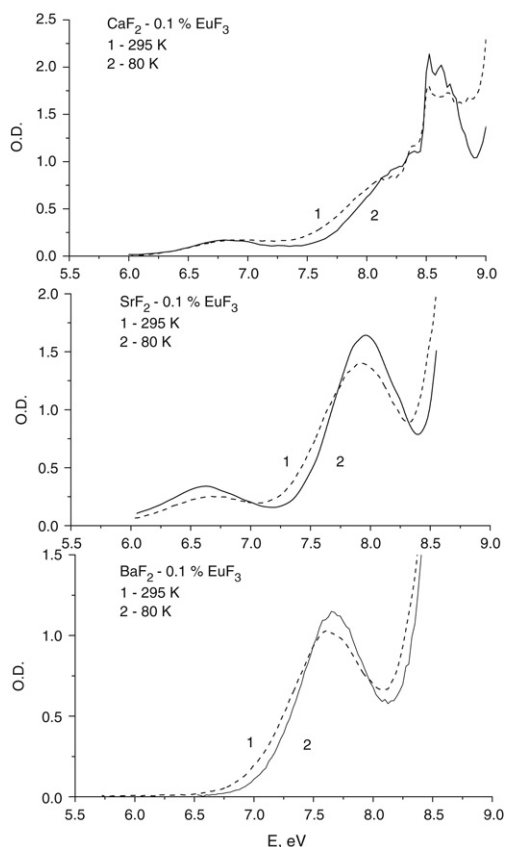 CaF2 - 0.1 % EuF3
1 - 295 K
2 - 80 K
O.D.
2.5
2.0
1.5
1.0
0.5
0.0
1
2
5.5 6.0 6.5 7.0 7.5 8.0 8.5 9.0
SrF2 - 0.1 % EuF3
1 - 295 K
2 - 80 K
O.D.
2.0
1.5
1.0
0.5
0.0
1
2
5.5 6.0 6.5 7.0 7.5 8.0 8.5 9.0
BaF2 - 0.1 % EuF3
1 - 295 K
2 - 80 K
O.D.
1.5
1.0
0.5
0.0
1
2
5.5 6.0 6.5 7.0 7.5 8.0 8.5 9.0
E, eV